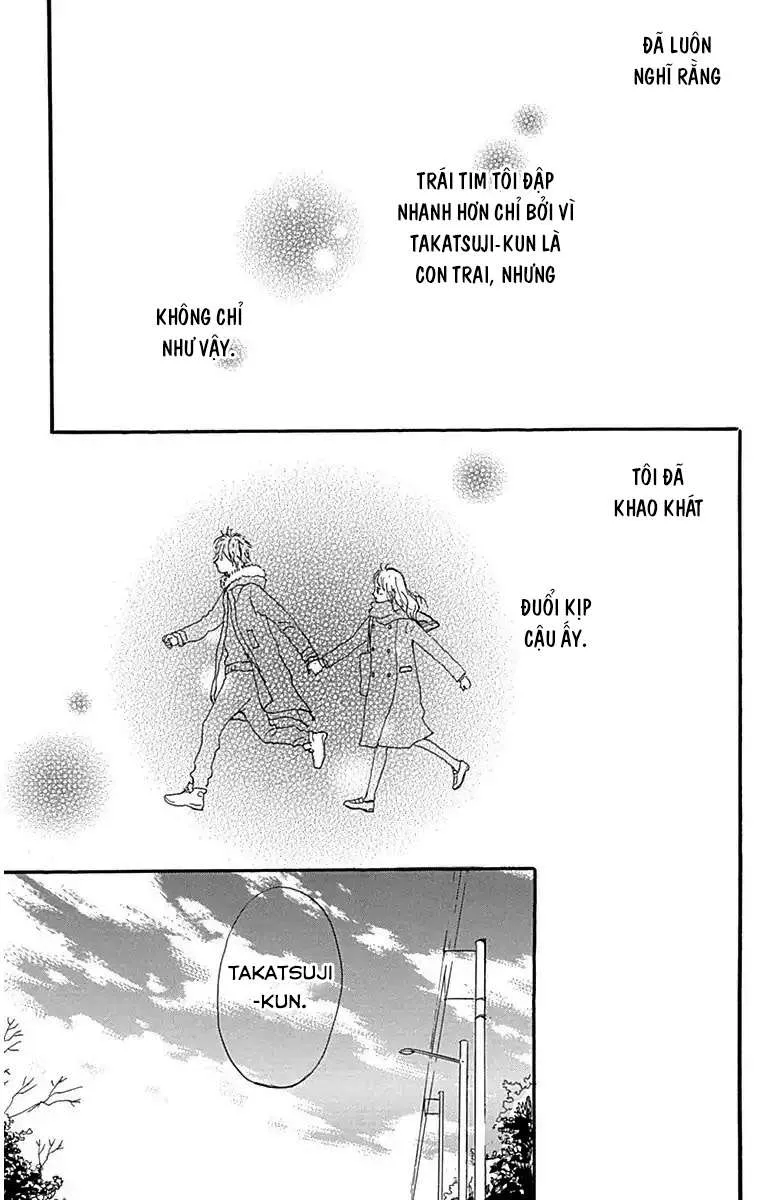 ĐÃ LUÔN
NGHĨ RẰNG
TRÁI TIM TÔI ĐẬP
NHANH HƠN CHỈ BỞI VÌ
TAKATSUJI-KUN LÀ
CON TRAI, NHƯNG
KHÔNG CHỈ
NHƯ VẬY.
TÔI ĐÃ
KHAO KHÁT
ĐUỔI KỊP
CẬU ẤY.
TAKATSUJI
-KUN.